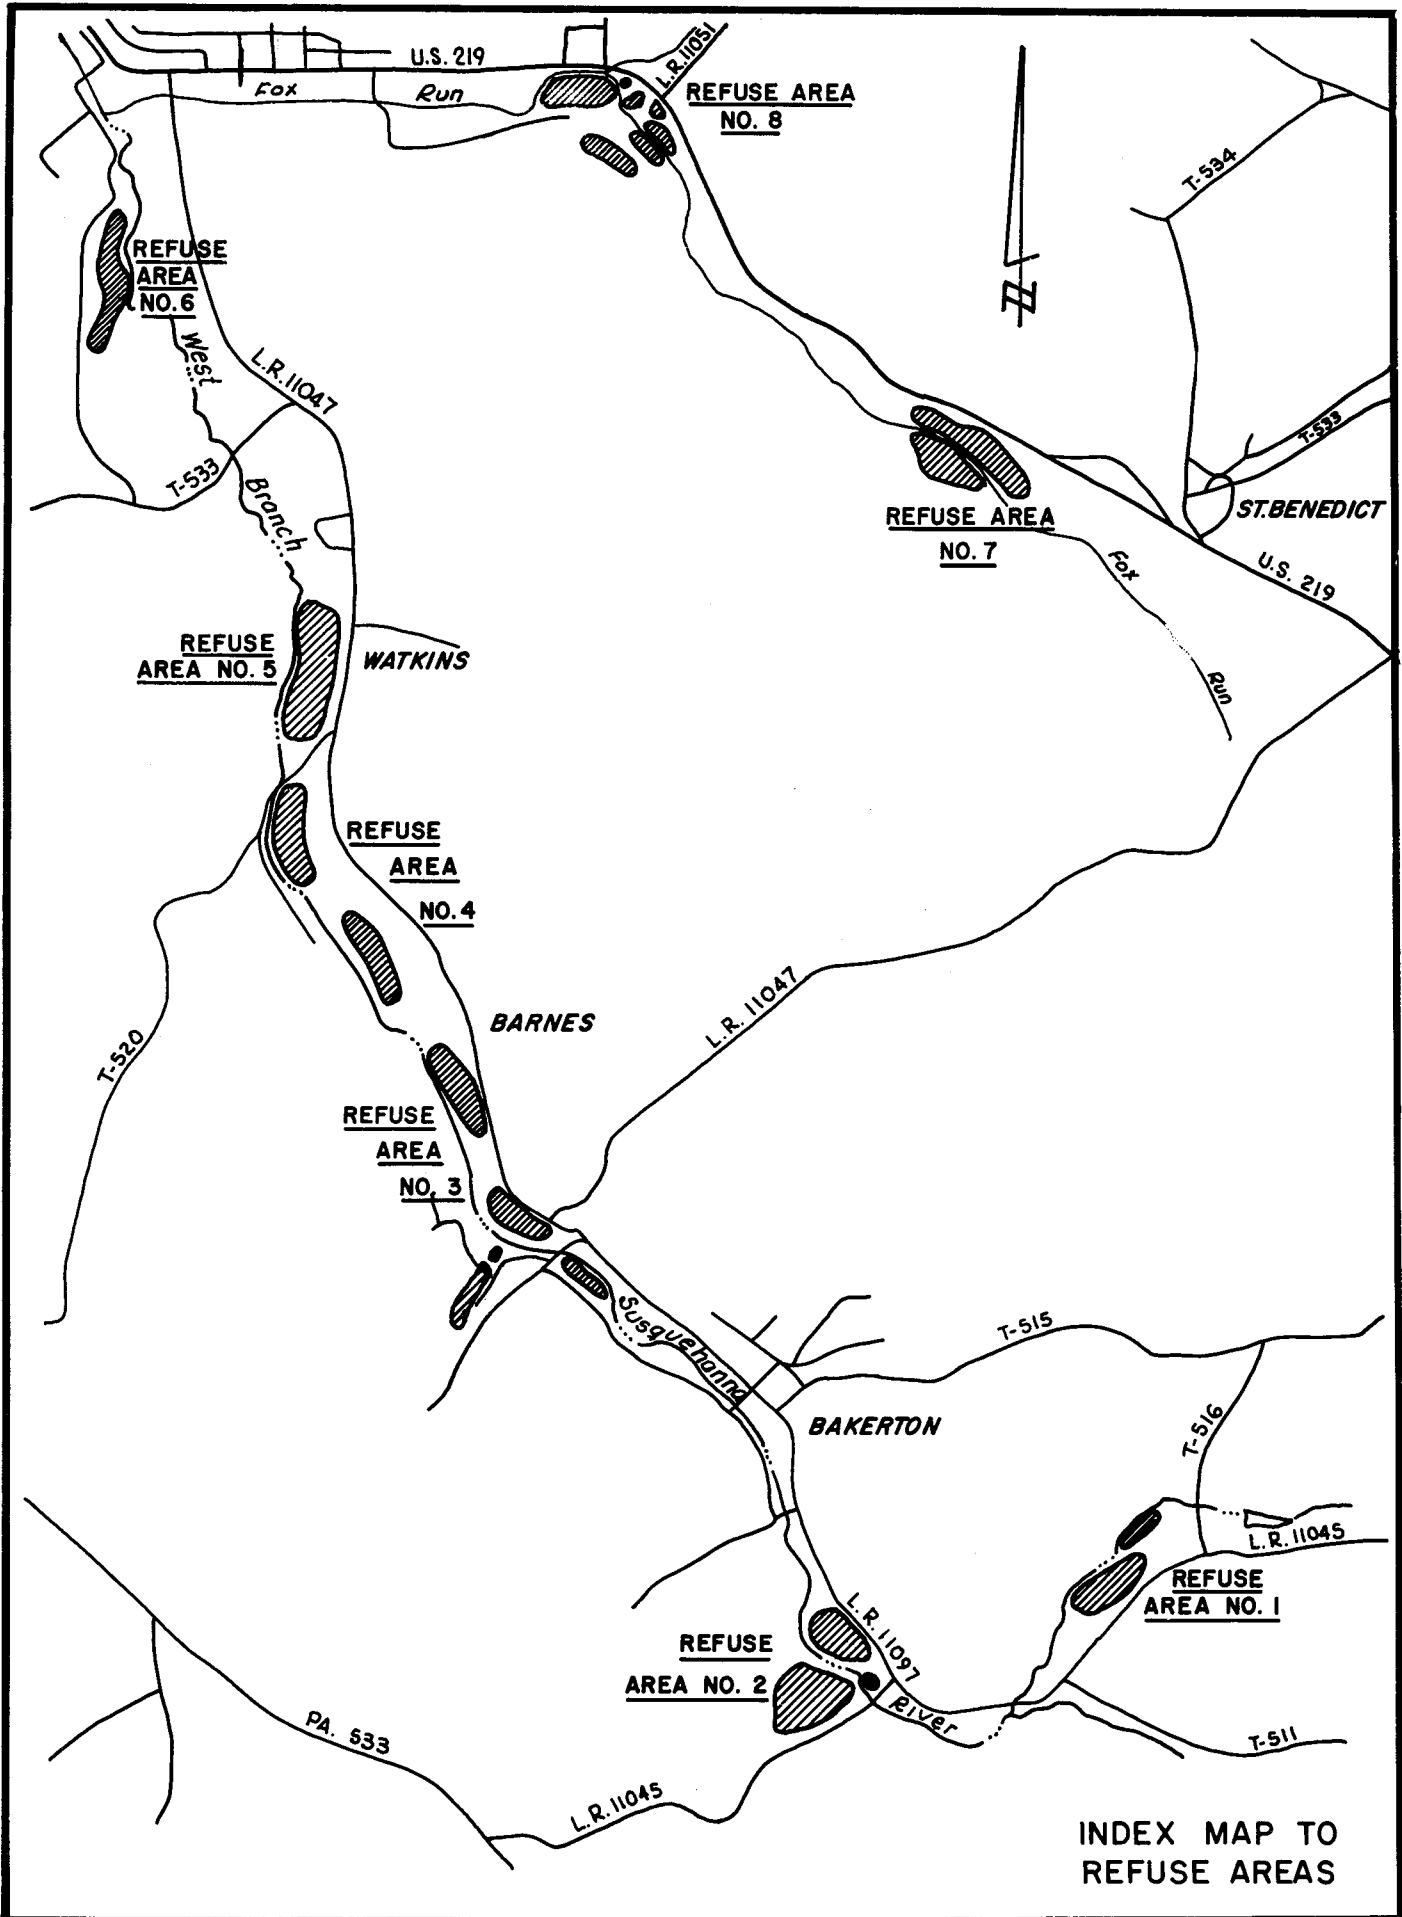 U.S. 219
L.R. 11051
Fox Run
REFUSE AREA
NO. 8
T-534
REFUSE
AREA
NO. 6
West
L.R. 11047
T-533
T-533
Branch
ST. BENEDICT
REFUSE AREA
NO. 7
Fox
U.S. 219
Run
REFUSE
AREA NO. 5
WATKINS
REFUSE
AREA
NO. 4
L.R. 11047
BARNES
T-520
REFUSE
AREA
NO. 3
Susquehanna
T-515
BAKERTON
T-516
L.R. 11045
REFUSE
AREA NO. 1
L.R. 11097
REFUSE
AREA NO. 2
River
PA. 533
T-511
L.R. 11045
INDEX MAP TO
REFUSE AREAS